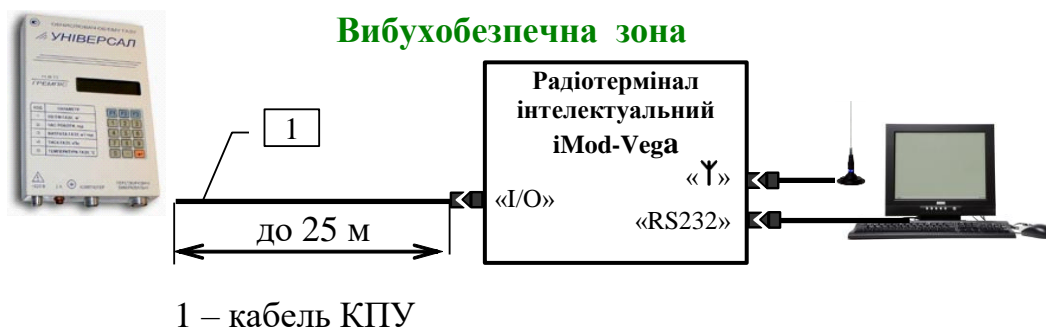 Вибухобезпечна зона
УНІВЕРСАЛ
Радіотермінал
інтелектуальний
iMod-Vega
1
« »
«I/O»
«RS232»
до 25 м
1 – кабель КПУ